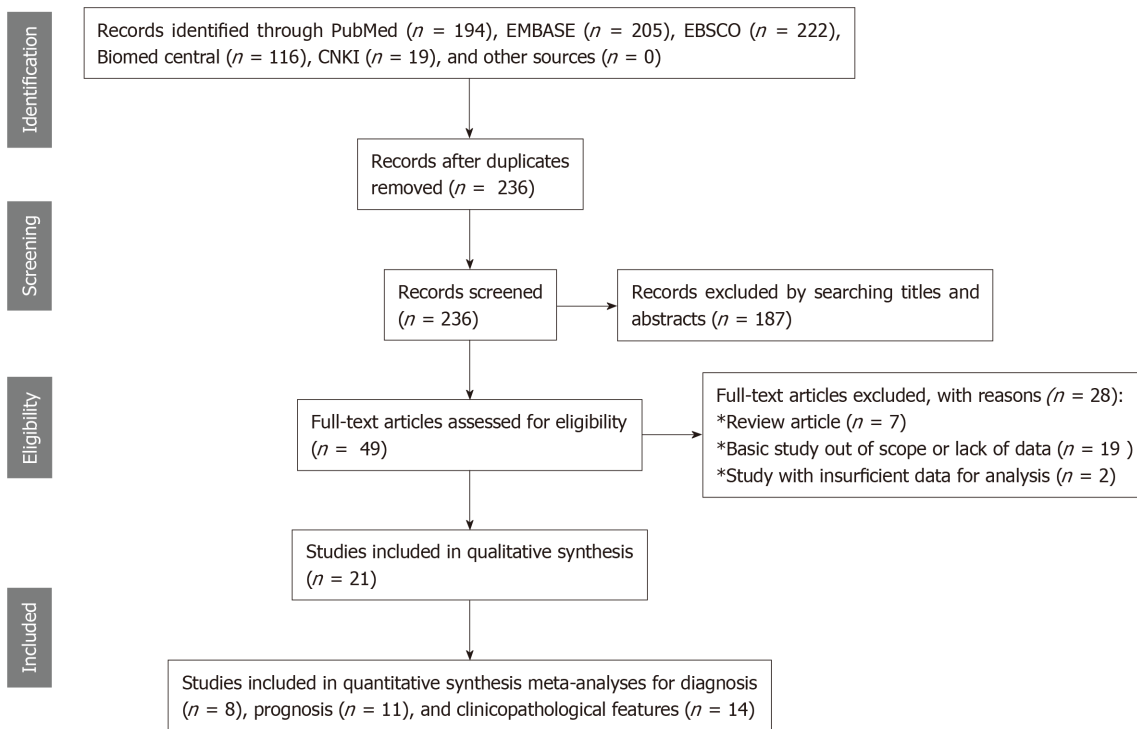 Identification
Records identified through PubMed (n = 194), EMBASE (n = 205), EBSCO (n = 222),
Biomed central (n = 116), CNKI (n = 19), and other sources (n = 0)
Records after duplicates
removed (n = 236)
Screening
Records screened
(n = 236)
Records excluded by searching titles and
abstracts (n = 187)
Eligibility
Full-text articles assessed for eligibility
(n = 49)
Full-text articles excluded, with reasons (n = 28):
*Review article (n = 7)
*Basic study out of scope or lack of data (n = 19 )
*Study with insufficient data for analysis (n = 2)
Studies included in qualitative synthesis
(n = 21)
Included
Studies included in quantitative synthesis meta-analyses for diagnosis
(n = 8), prognosis (n = 11), and clinicopathological features (n = 14)